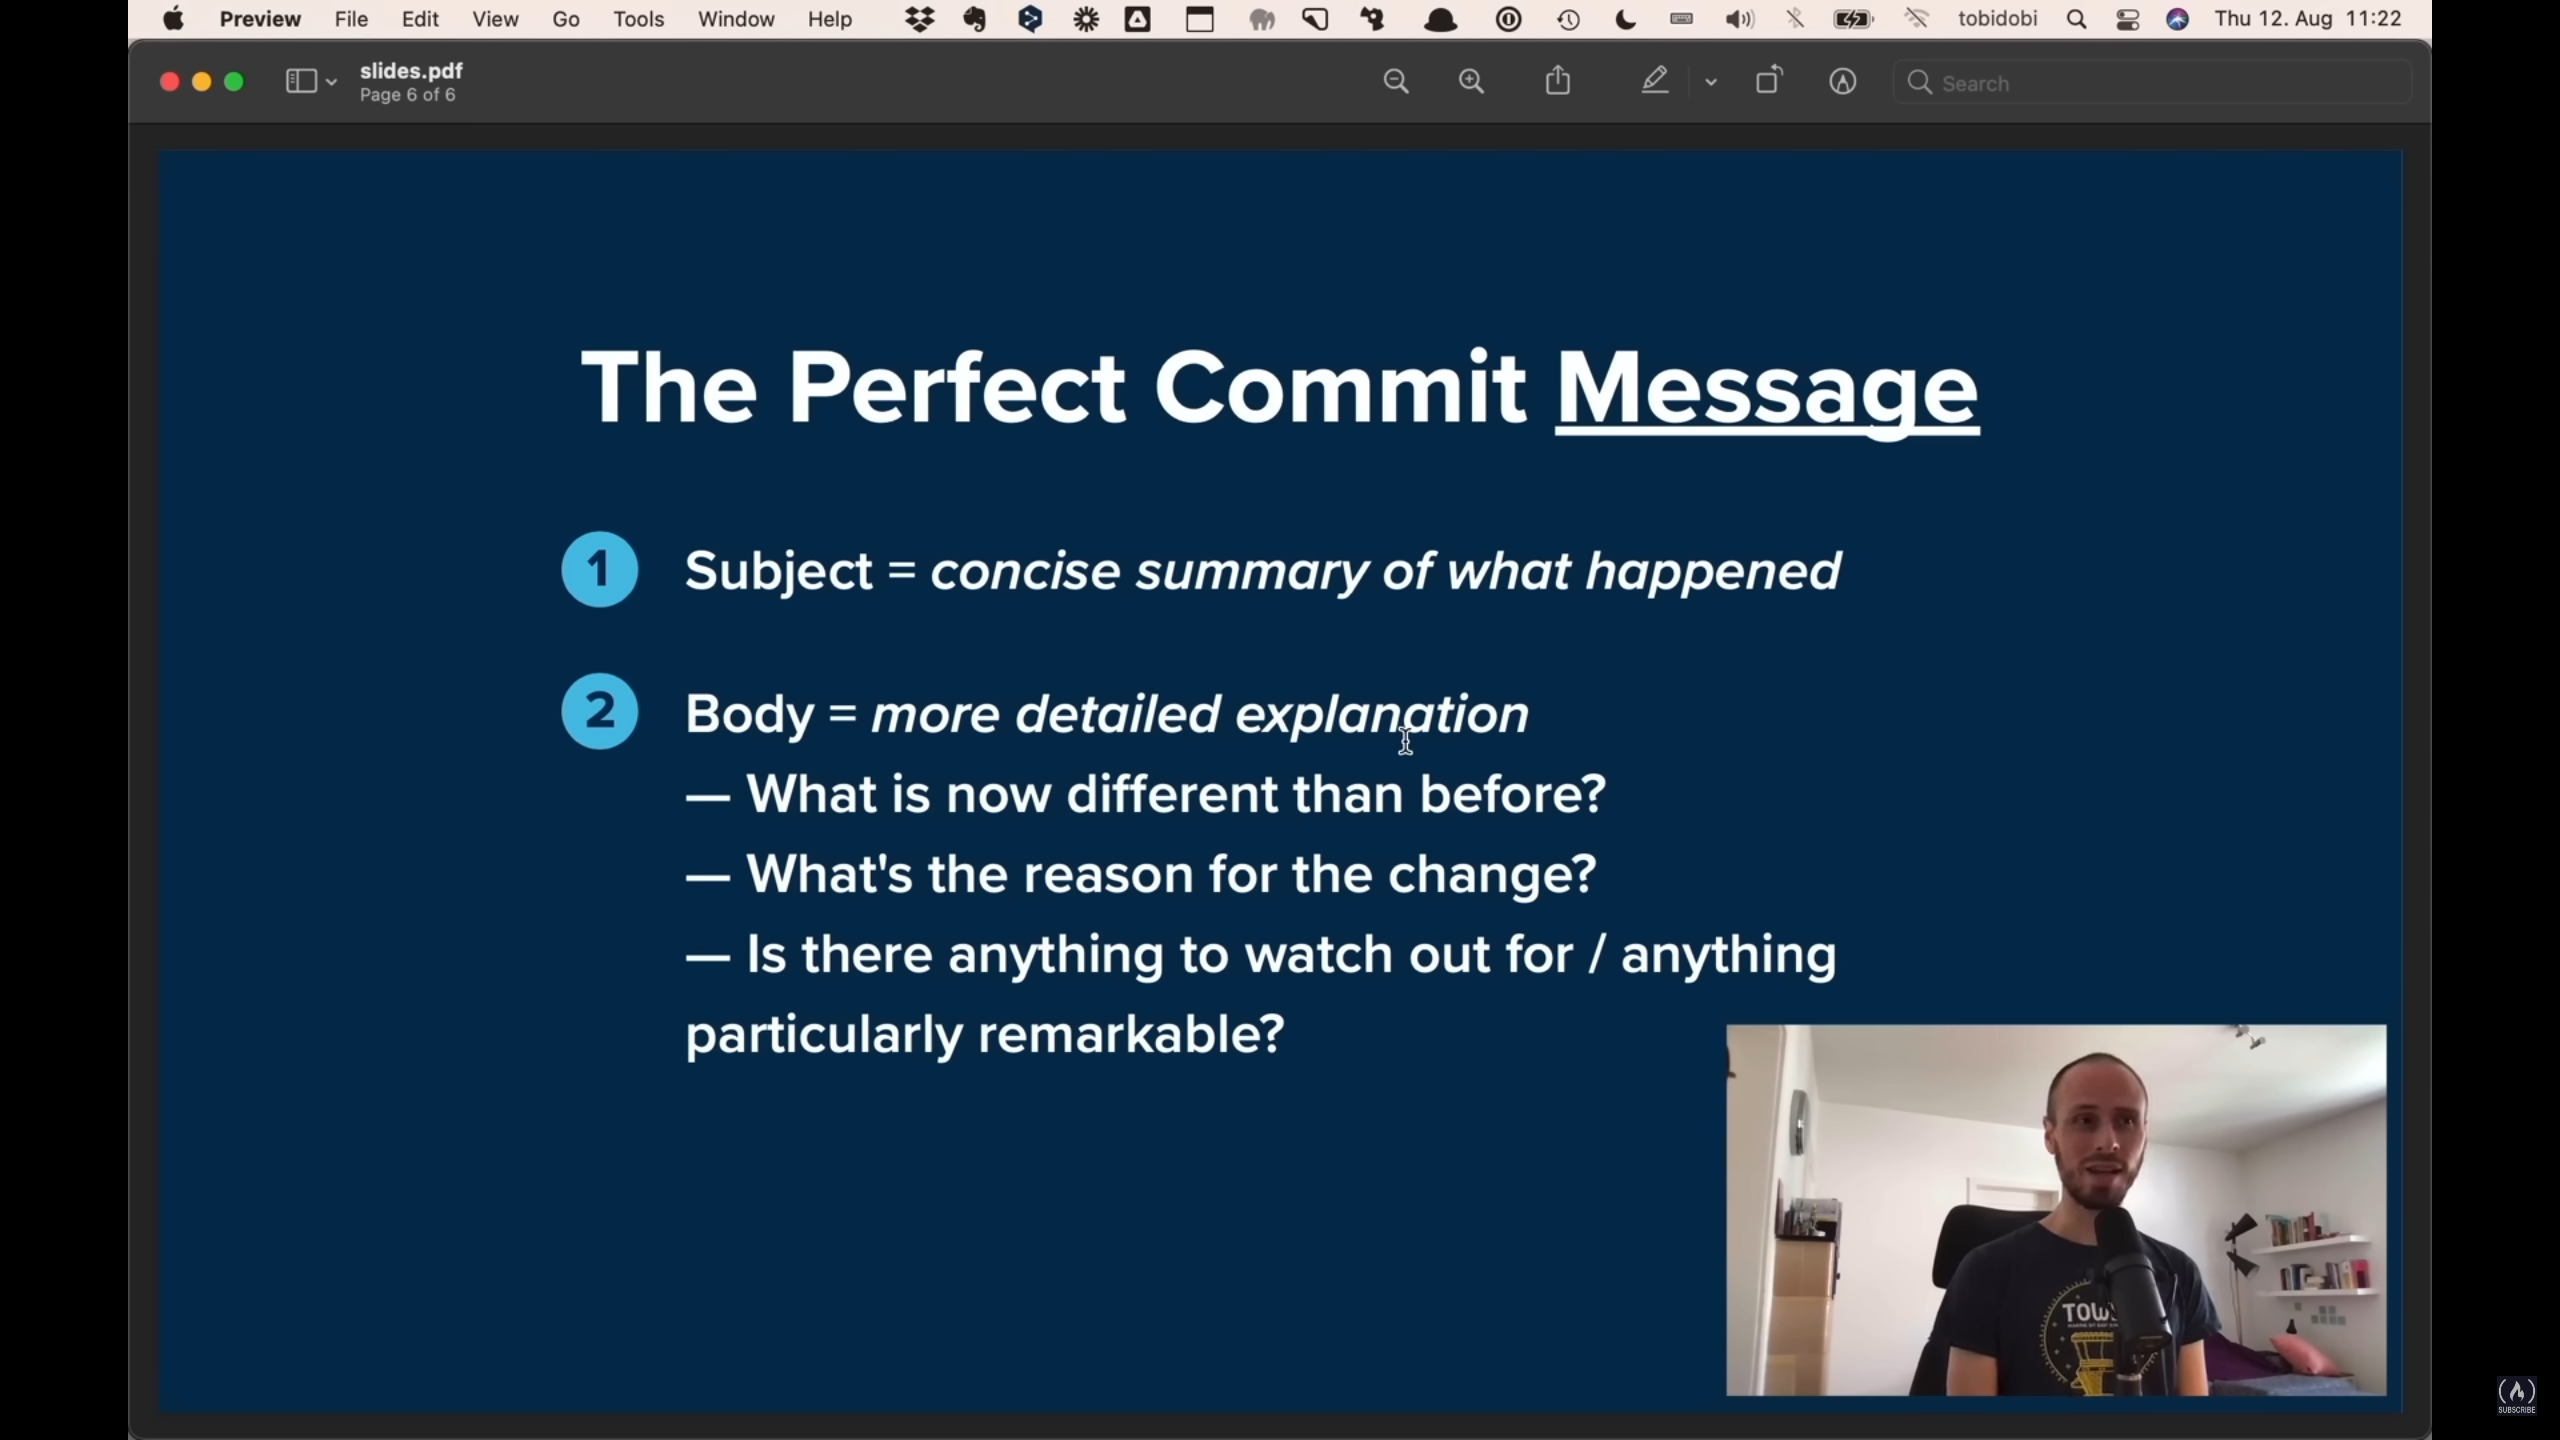 Preview File Edit View Go Tools Window Help tobidobi Thu 12. Aug 11:22
slides.pdf
Page 6 of 6
Search
The Perfect Commit Message
1 Subject = concise summary of what happened
2 Body = more detailed explanation
— What is now different than before?
— What's the reason for the change?
— Is there anything to watch out for / anything
particularly remarkable?
SUBSCRIBE